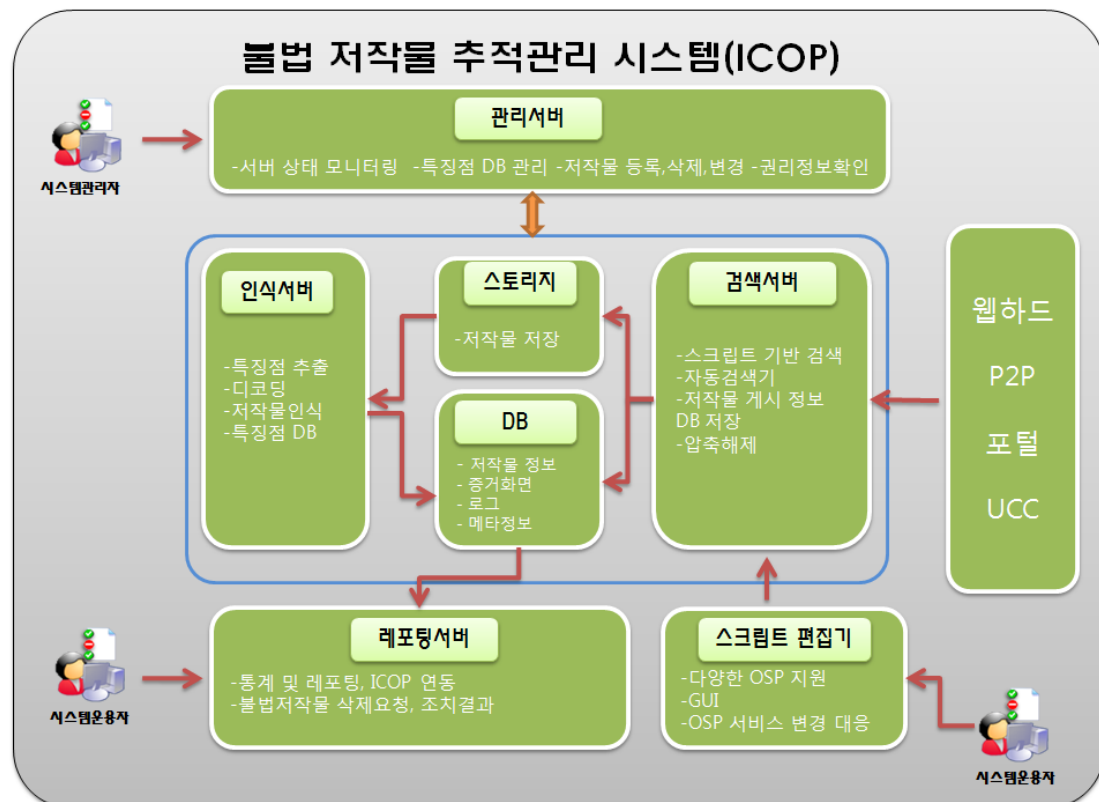 불법 저작물 추적관리 시스템(ICOP)
관리서버
-서버 상태 모니터링 -특징점 DB 관리 -저작물 등록,삭제,변경 -권리정보확인
시스템관리자
인식서버
-특징점 추출
-디코딩
-저작물인식
-특징점 DB
스토리지
-저작물 저장
DB
- 저작물 정보
- 증거화면
- 로그
- 메타정보
검색서버
-스크립트 기반 검색
-자동검색기
-저작물 게시 정보
DB 저장
-압축해제
웹하드
P2P
포털
UCC
레포팅서버
-통계 및 레포팅, ICOP 연동
-불법저작물 삭제요청, 조치결과
시스템운용자
스크립트 편집기
-다양한 OSP 지원
-GUI
-OSP 서비스 변경 대응
시스템운용자